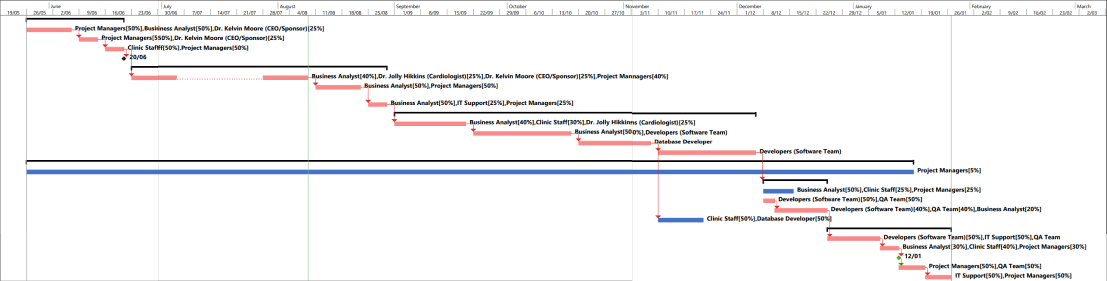 June July August September October November December January February March
19/05 26/05 2/06 9/06 16/06 23/06 30/06 7/07 14/07 21/07 28/07 4/08 11/08 18/08 25/08 1/09 8/09 15/09 22/09 29/09 6/10 13/10 20/10 27/10 3/11 10/11 17/11 24/11 1/12 8/12 15/12 22/12 29/12 5/01 12/01 19/01 26/01 2/02 9/02 16/02 23/02 2/03
Project Managers[50%],Business Analyst[50%],Dr. Kelvin Moore (CEO/Sponsor)[25%]
Project Managers[550%],Dr. Kelvin Moore (CEO/Sponsor)[25%]
Clinic Stafflff[50%],Project Managers[50%]
20/06
Business Analyst[40%],Dr. Jolly Hikkins (Cardiologist)[25%],Dr. Kelvin Moore (CEO/Sponsor)[25%],Project Mannagers[40%]
Business Analyst[50%],Project Managers[50%]
Business Analyst[50%],IT Support[25%],Project Managers[25%]
Business Analyst[40%],Clinic Staff[30%],Dr. Jolly Hlkkinns (Cardiologist)[25%]
Business Analyst[500%],Developers (Software Team)
Database Developer
Developers (Software Team)
Project Managers[5%]
Business Analyst[50%],Clinic Staff[25%],Project Managers[25%]
Developers (Software Team)[50%],QA Team[50%]
Developers (Software Team)[40%],QA Team[40%],Business Analyst[20%]
Clinic Staff[50%],Database Developer[50%]
Developers (Software Team)[50%],IT Support[50%],QA Team
Business Analyst[30%],Clinic Staff[40%],Project Managers[30%]
12/01
Project Managers[50%],QA Team[50%]
IT Support[50%],Project Managers[50%]